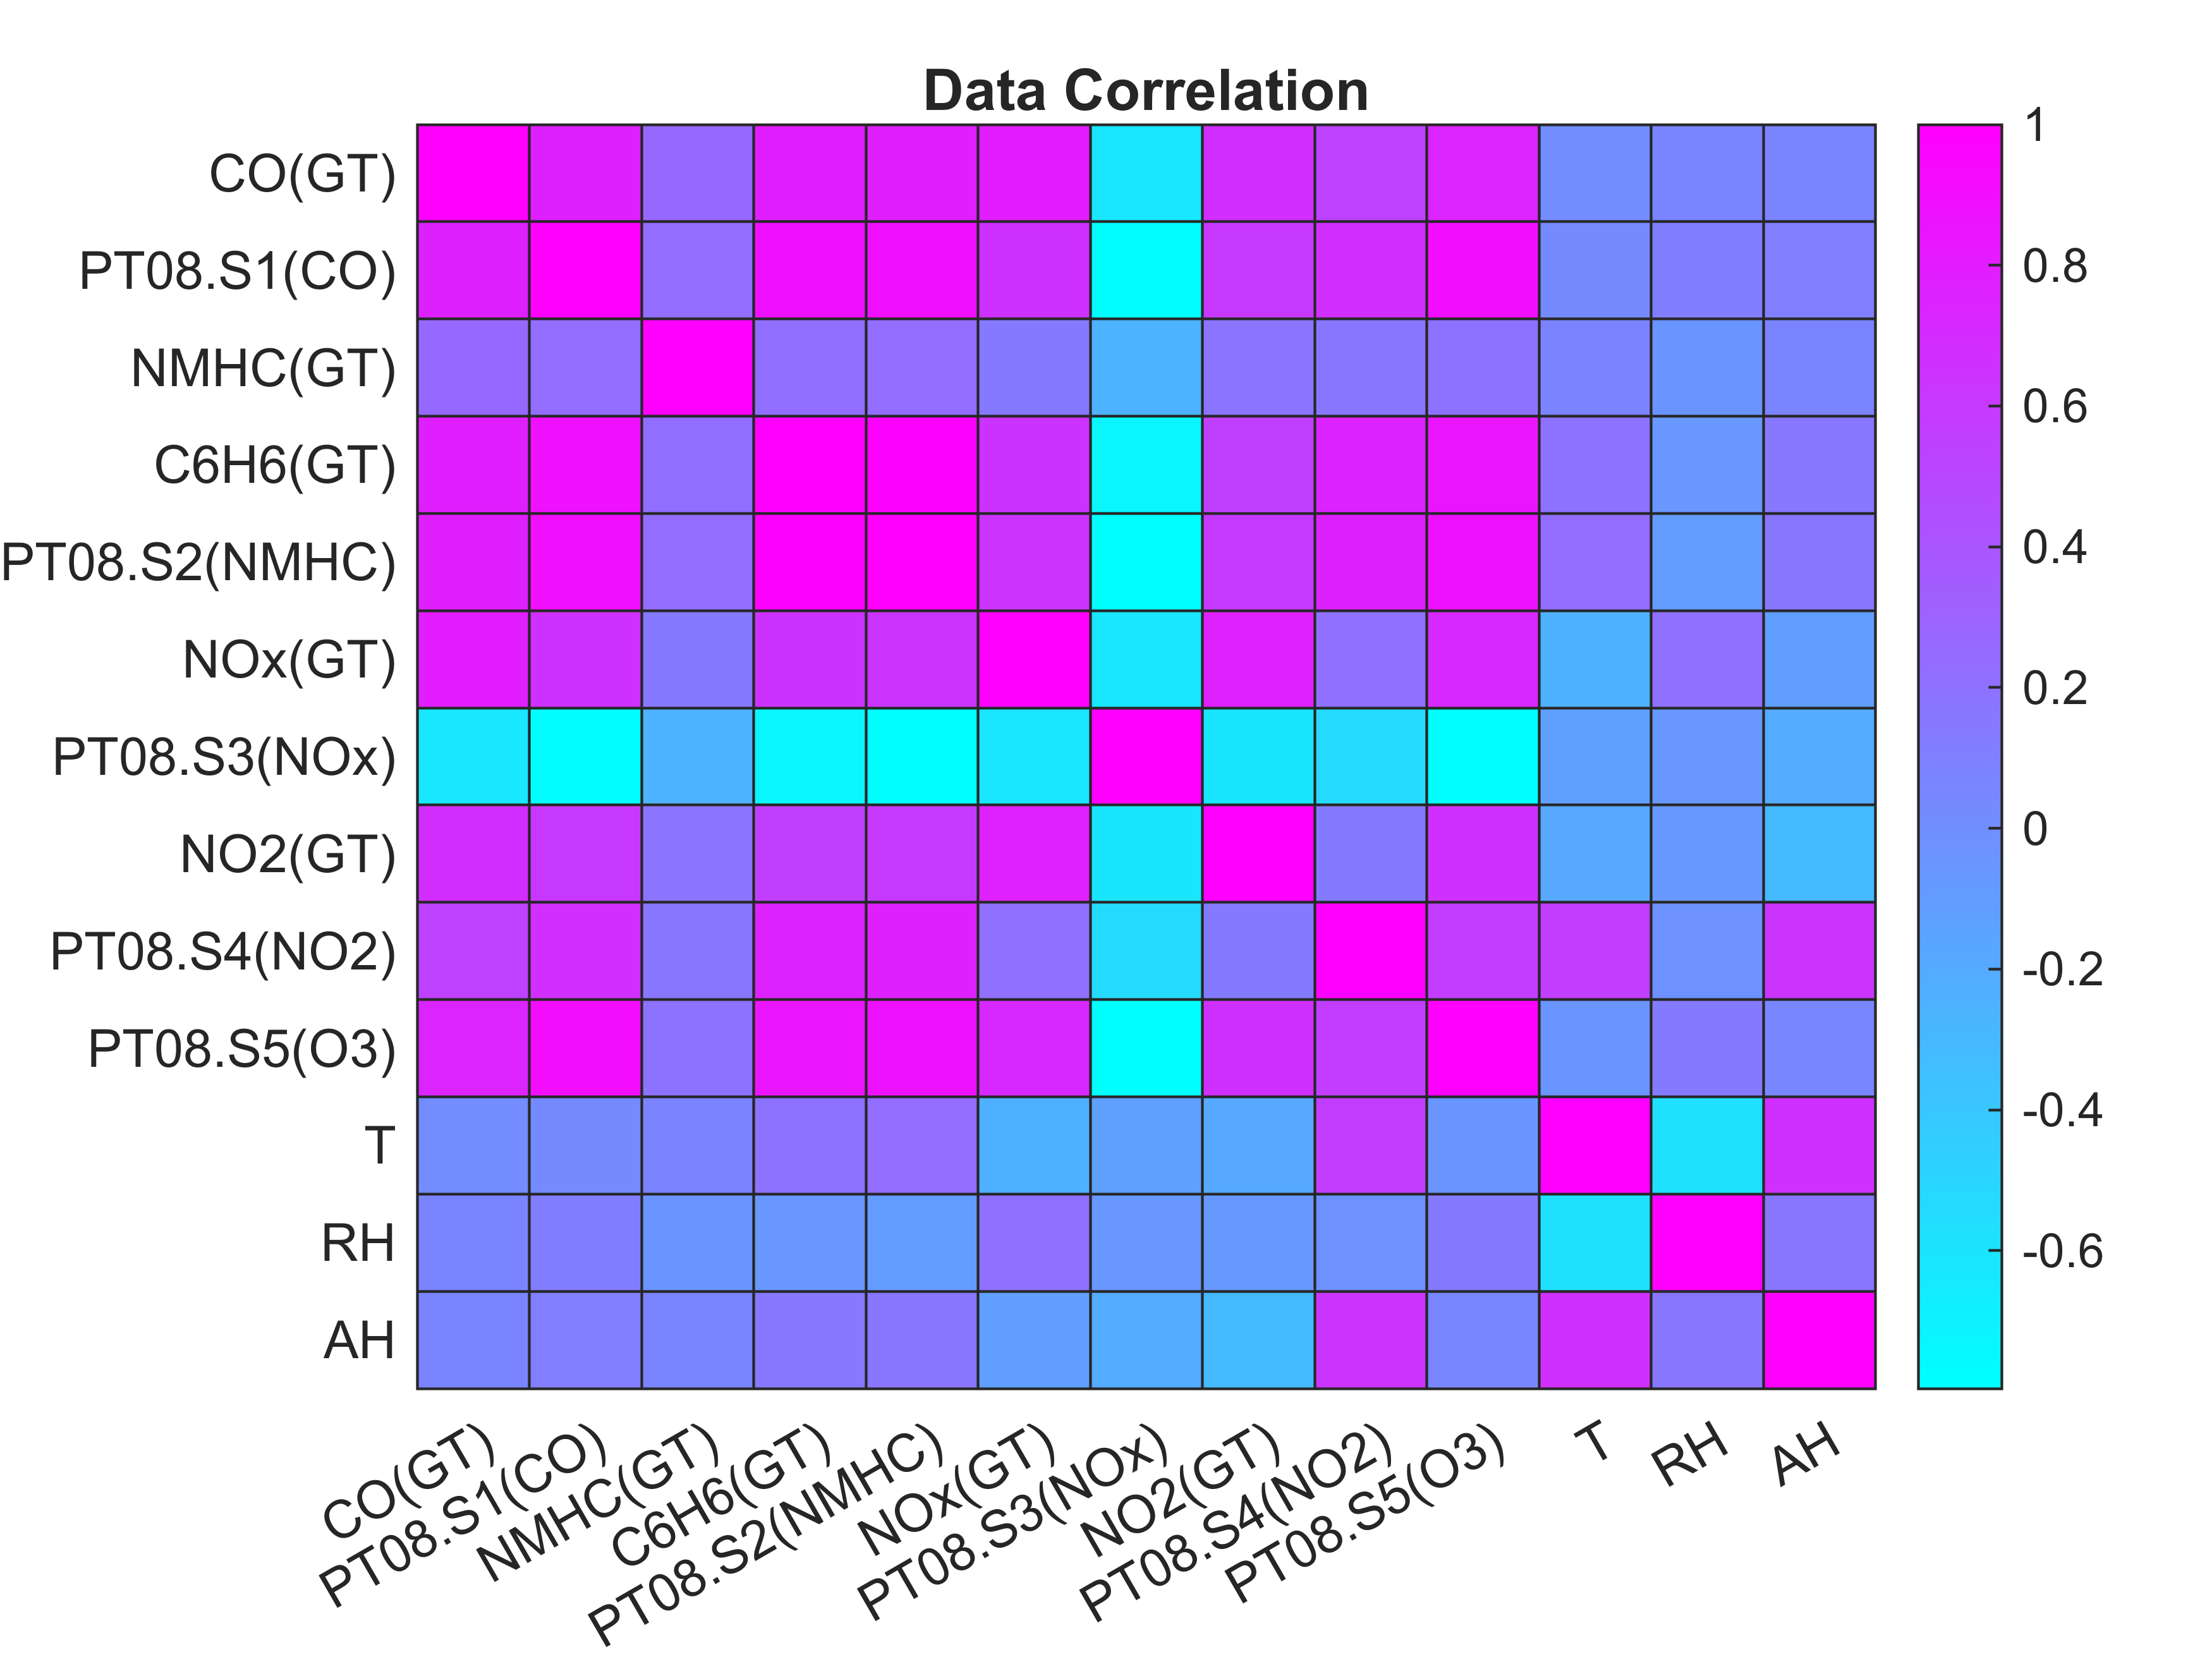 Data Correlation
CO(GT)
PT08.S1(CO)
NMHC(GT)
C6H6(GT)
PT08.S2(NMHC)
NOx(GT)
PT08.S3(NOx)
NO2(GT)
PT08.S4(NO2)
PT08.S5(O3)
T
RH
AH
CO(GT)
PT08.S1(CO)
NMHC(GT)
C6H6(GT)
PT08.S2(NMHC)
NOx(GT)
PT08.S3(NOx)
NO2(GT)
PT08.S4(NO2)
PT08.S5(O3)
T
RH
AH
1
0.8
0.6
0.4
0.2
0
-0.2
-0.4
-0.6